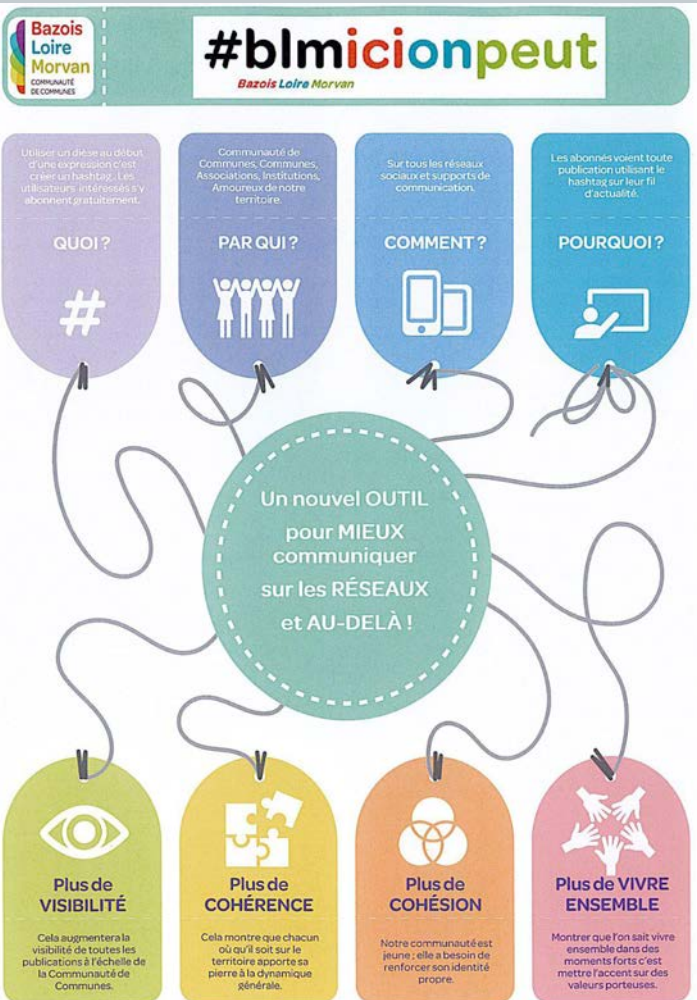 Bazois
Loire
Morvan
COMMUNAUTÉ
DE COMMUNES
#blmicionpeut
Bazois Loire Morvan
Utiliser un dièse au début
d'une expression c'est
créer un hashtag. Les
utilisateurs intéressés s'y
abonnent gratuitement.
QUOI ?
#
Communauté de
Communes, Communes,
Associations, Institutions,
Amoureux de notre
territoire.
PAR QUI ?
Sur tous les réseaux
sociaux et supports de
communication.
COMMENT ?
Les abonnés voient toute
publication utilisant le
hashtag sur leur fil
d'actualité.
POURQUOI ?
Un nouvel OUTIL
pour MIEUX
communiquer
sur les RÉSEAUX
et AU-DELÀ !
Plus de
VISIBILITÉ
Cela augmentera la
visibilité de toutes les
publications à l'échelle de
la Communauté de
Communes.
Plus de
COHÉRENCE
Cela montre que chacun
où qu'il soit sur le
territoire apporte sa
pierre à la dynamique
générale.
Plus de
COHÉSION
Notre communauté est
jeune ; elle a besoin de
renforcer son identité
propre.
Plus de VIVRE
ENSEMBLE
Montrer que l'on sait vivre
ensemble dans des
moments forts c'est
mettre l'accent sur des
valeurs porteuses.